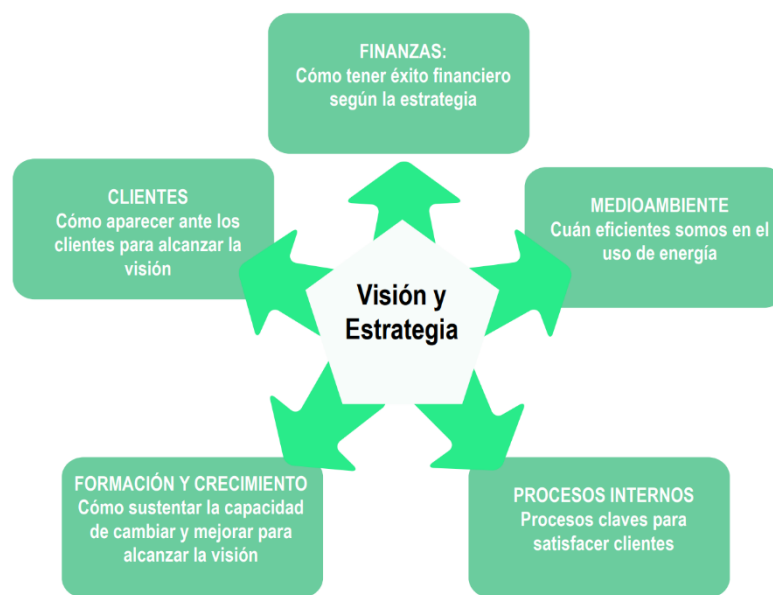 FINANZAS:
Cómo tener éxito financiero
según la estrategia
CLIENTES
Cómo aparecer ante los
clientes para alcanzar la
visión
MEDIOAMBIENTE
Cuán eficientes somos en el
uso de energía
Visión y
Estrategia
FORMACIÓN Y CRECIMIENTO
Cómo sustentar la capacidad
de cambiar y mejorar para
alcanzar la visión
PROCESOS INTERNOS
Procesos claves para
satisfacer clientes